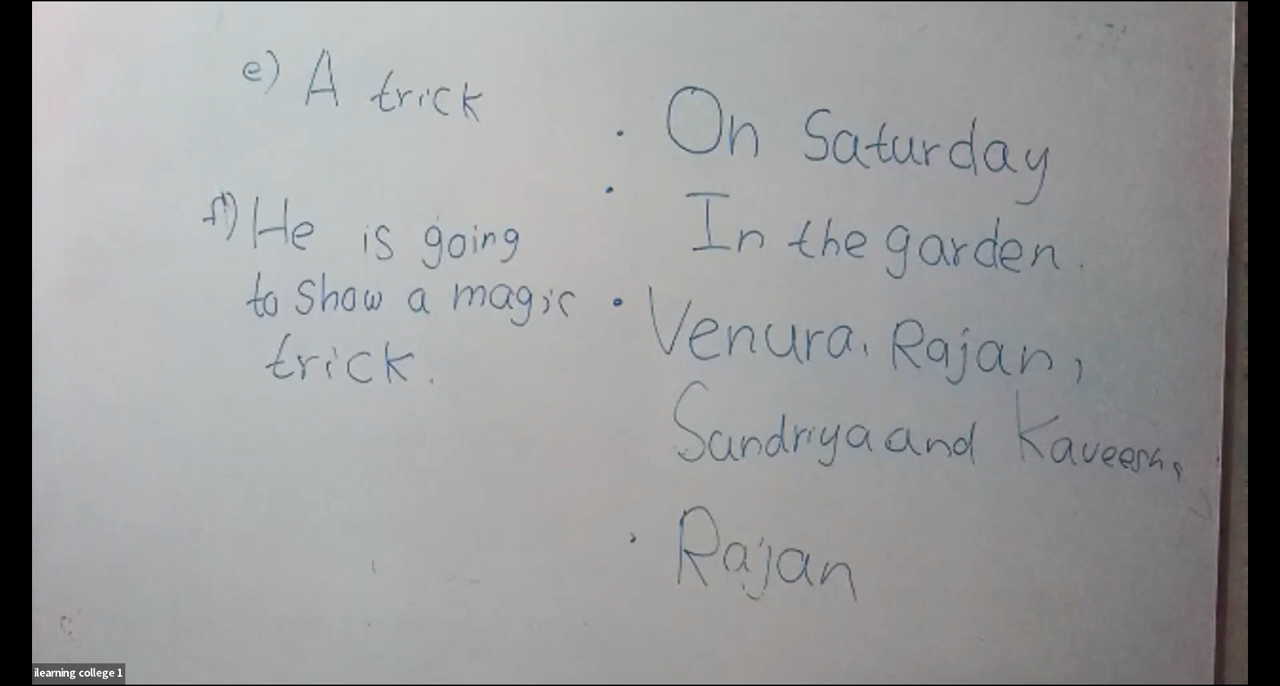 e) A trick
f) He is going
to show a magic
trick.
• On Saturday
• In the garden.
• Venura, Rajan,
Sandriya and Kaveesha,
• Rajan
ilearning college 1